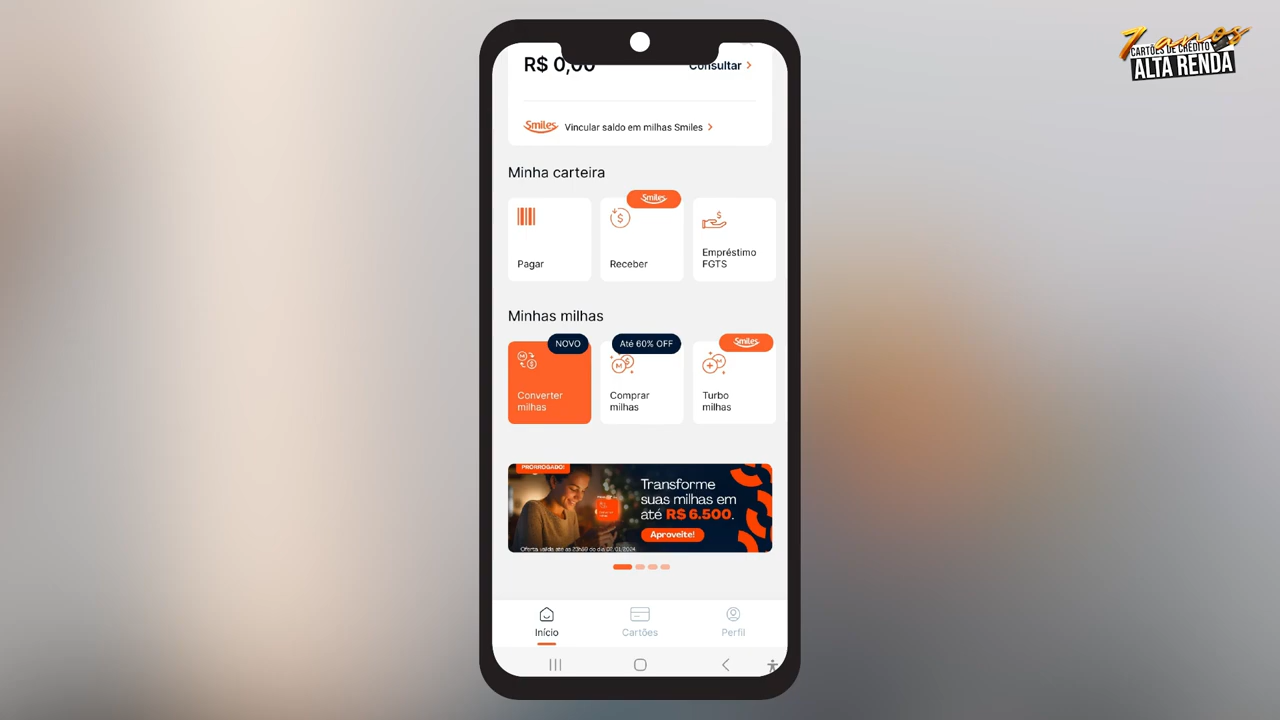 7 anos
CARTÕES DE CRÉDITO
ALTA RENDA
R$ 0,00
Consultar
Smiles
Vincular saldo em milhas Smiles
Minha carteira
Smiles
Pagar
Receber
Empréstimo
FGTS
Minhas milhas
NOVO
Até 60% OFF
Smiles
Converter
milhas
Comprar
milhas
Turbo
milhas
PRORROGADO!
Transforme
suas milhas em
até R$ 6.500.
Aproveite!
Início
Cartões
Perfil